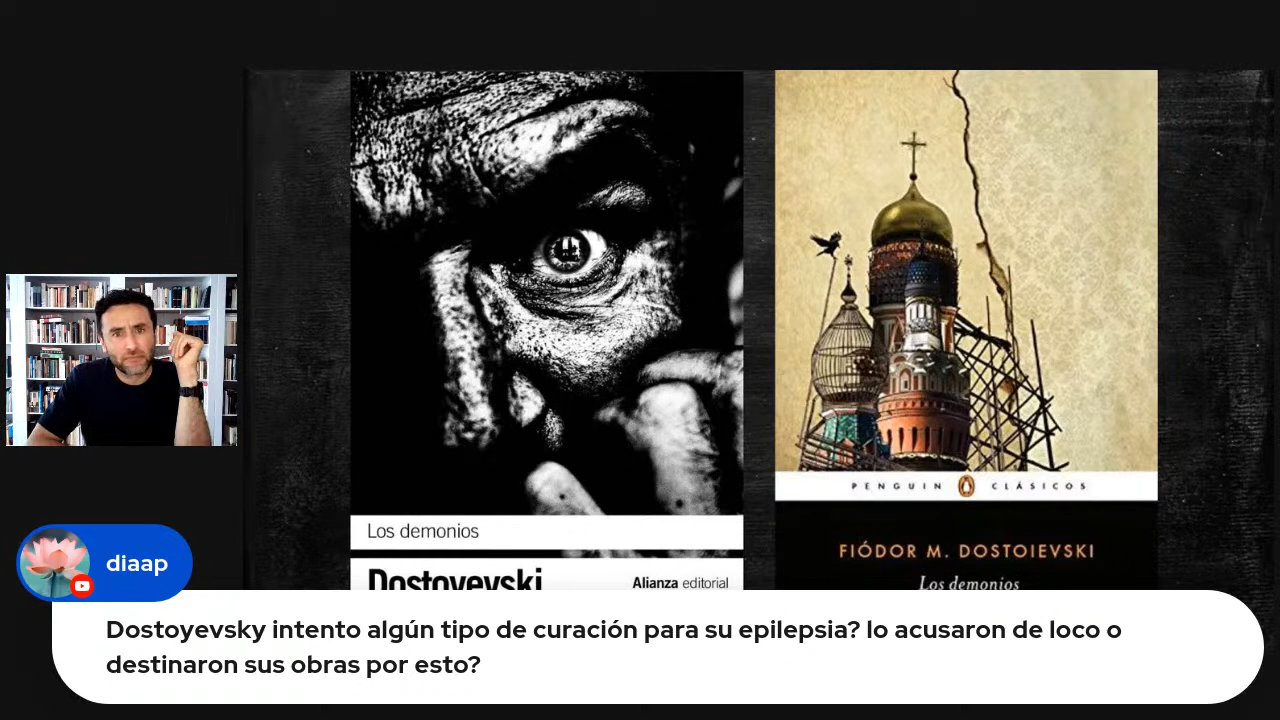 Los demonios
Dostoyevski
Alianza editorial
PENGUIN CLÁSICOS
FIÓDOR M. DOSTOIEVSKI
Los demonios
diaap
Dostoyevsky intento algún tipo de curación para su epilepsia? lo acusaron de loco o
destinaron sus obras por esto?